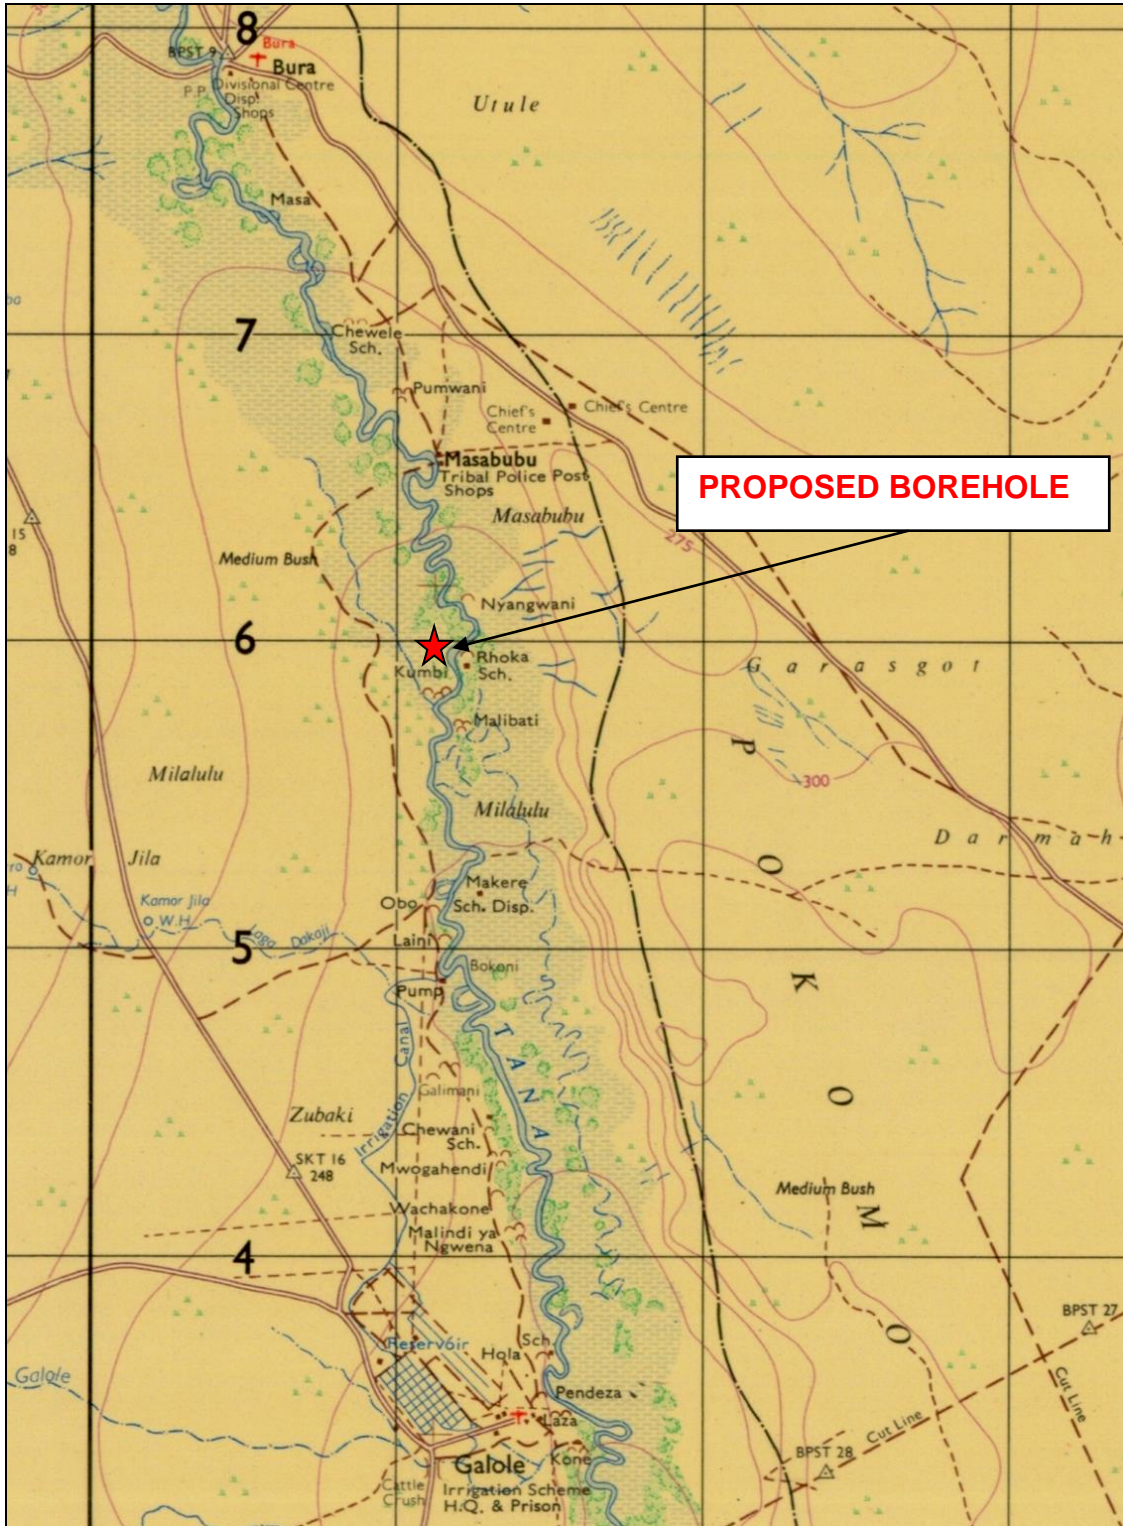 8
BPST 9
Bura
Bura
Divisional Centre
P.P.
Disp.
Shops
Utule
Masa
7
Chewele
Sch.
Pumwani
Chief's
Centre
Chief's Centre
Masabubu
Tribal Police Post
Shops
PROPOSED BOREHOLE
Masabubu
275
15
8
Medium Bush
Nyangwani
6
Rhoka
Sch.
Kumbi
Garasgot
Malibati
P
300
Milalulu
Milalulu
Darmah
Kamor Jila
O
Makere
Sch. Disp.
Kamor Jila
W.H.
Obo
Laga Dakaji
Laini
5
Bokoni
K
Pump
TANA
Canal
Galimani
O
Zubaki
Irrigation
Chewani
Sch.
SKT 16
248
Mwogahendi
Medium Bush
Wachakone
M
Malindi ya
Ngwena
4
BPST 27
O
Reservoir
Sch.
Hola
Galole
Pendeza
Cut Line
Laza
Cut Line
Kone
BPST 28
Galole
Cattle
Crush
Irrigation Scheme
H.Q. & Prison